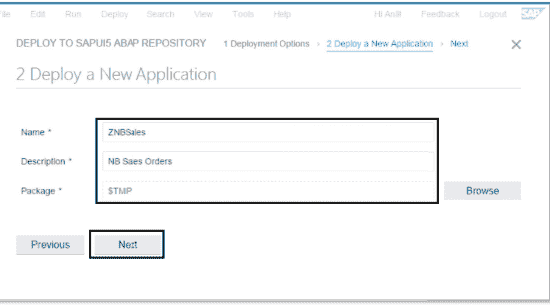 File Edit Run Deploy Search View Tools Help Hi Anil! Feedback Logout SAP
DEPLOY TO SAPUI5 ABAP REPOSITORY 1 Deployment Options > 2 Deploy a New Application > Next
2 Deploy a New Application
Name * ZNBSales
Description * NB Saes Orders
Package * $TMP Browse
Previous Next